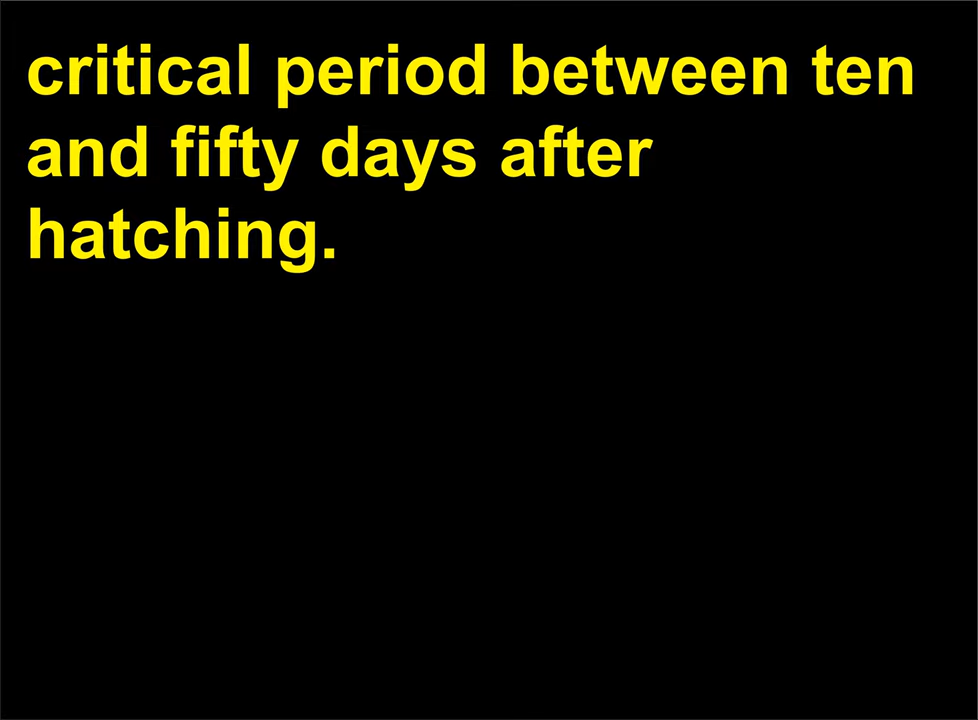 critical period between ten
and fifty days after
hatching.